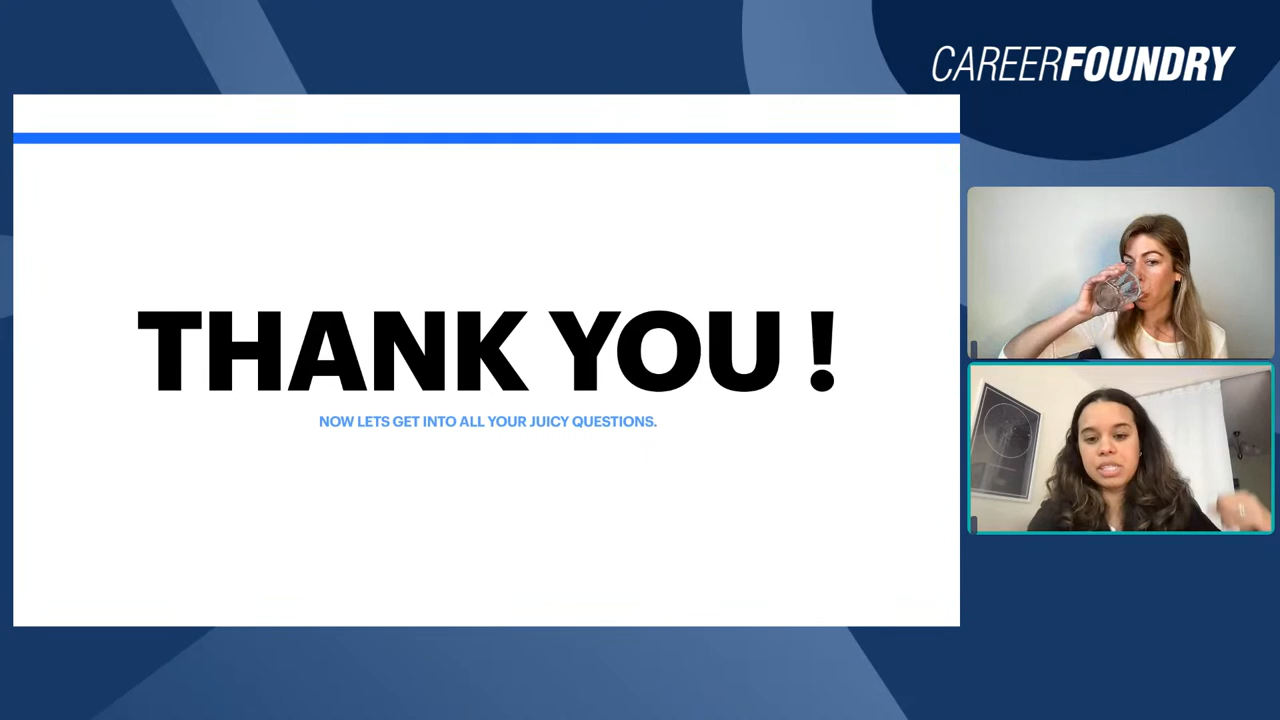 CAREERFOUNDRY
THANK YOU !
NOW LETS GET INTO ALL YOUR JUICY QUESTIONS.